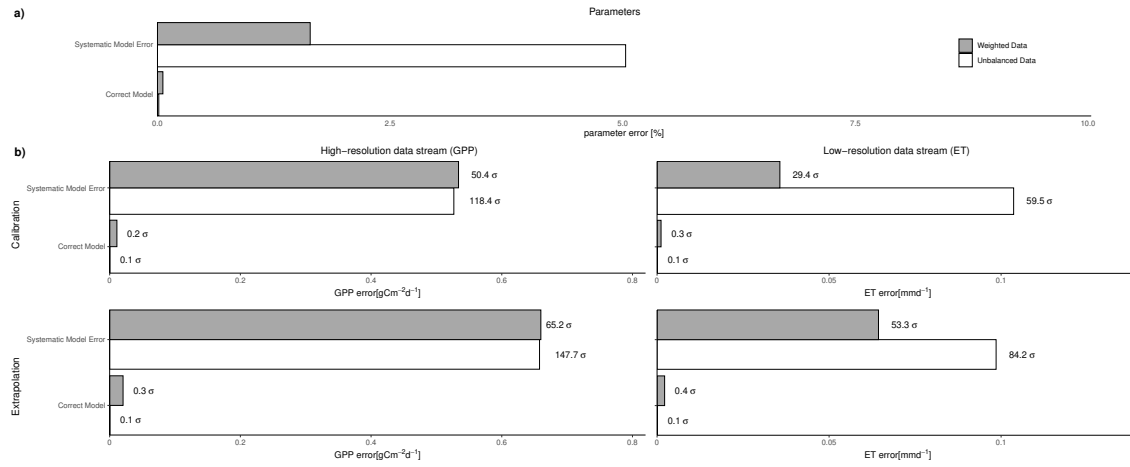 a)
Parameters
Systematic Model Error
Correct Model
Weighted Data
Unbalanced Data
0.0 2.5 5.0 7.5 10.0
parameter error [%]
b)
High−resolution data stream (GPP)
Low−resolution data stream (ET)
Calibration
Systematic Model Error
50.4 σ
118.4 σ
Correct Model
0.2 σ
0.1 σ
0 0.2 0.4 0.6 0.8
GPP error[gCm⁻²d⁻¹]
29.4 σ
59.5 σ
0.3 σ
0.1 σ
0 0.05 0.1
ET error[mmd⁻¹]
Extrapolation
Systematic Model Error
65.2 σ
147.7 σ
Correct Model
0.3 σ
0.1 σ
0 0.2 0.4 0.6 0.8
GPP error[gCm⁻²d⁻¹]
53.3 σ
84.2 σ
0.4 σ
0.1 σ
0 0.05 0.1
ET error[mmd⁻¹]